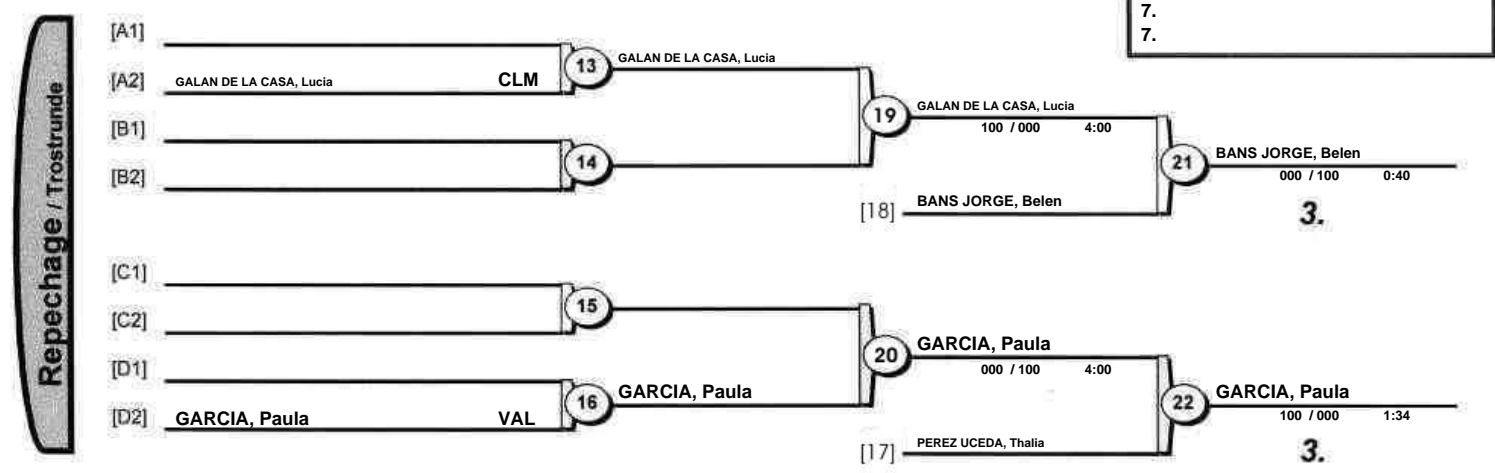 7.
7.
Repechage / Trostrunde
[A1]
[A2] GALAN DE LA CASA, Lucia CLM
13
GALAN DE LA CASA, Lucia
[B1]
[B2]
14
19
GALAN DE LA CASA, Lucia
100 / 000 4:00
[18] BANS JORGE, Belen
21
BANS JORGE, Belen
000 / 100 0:40
3.
[C1]
[C2]
15
[D1]
[D2] GARCIA, Paula VAL
16
GARCIA, Paula
20
GARCIA, Paula
000 / 100 4:00
[17] PEREZ UCEDA, Thalia
22
GARCIA, Paula
100 / 000 1:34
3.